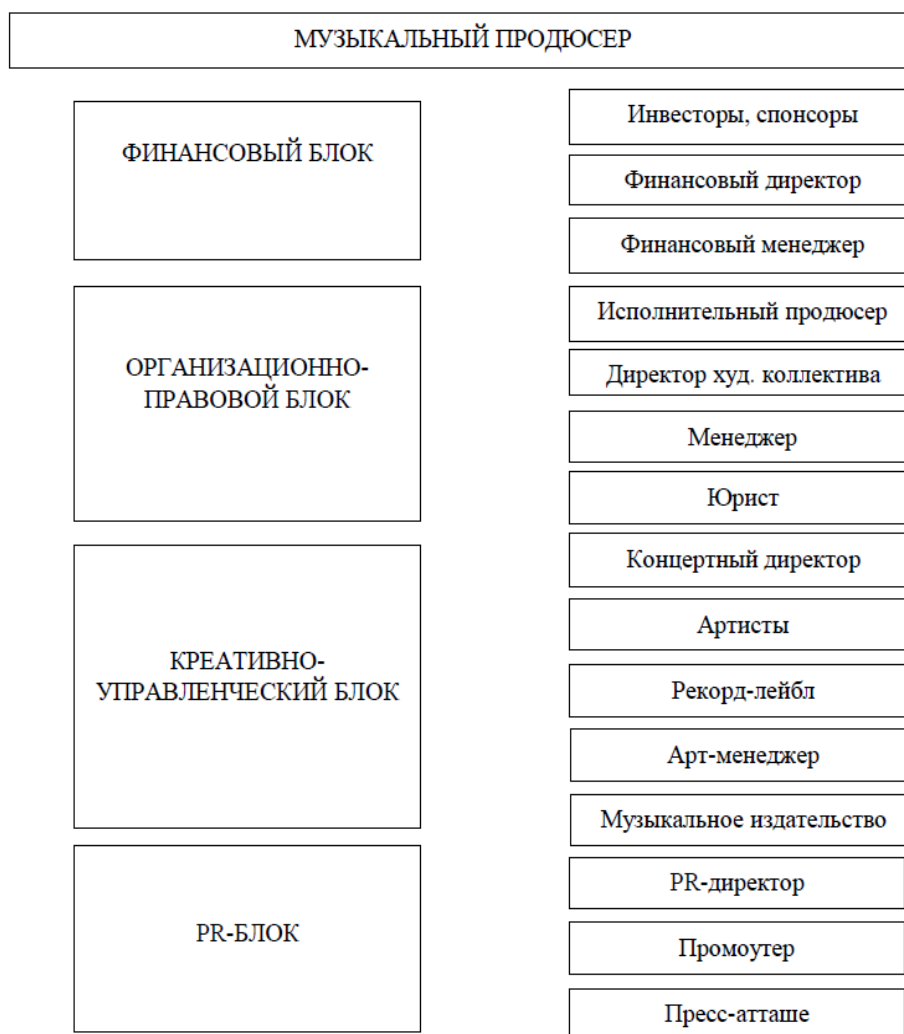 МУЗЫКАЛЬНЫЙ ПРОДЮСЕР
ФИНАНСОВЫЙ БЛОК
Инвесторы, спонсоры
Финансовый директор
Финансовый менеджер
ОРГАНИЗАЦИОННО-
ПРАВОВОЙ БЛОК
Исполнительный продюсер
Директор худ. коллектива
Менеджер
Юрист
КРЕАТИВНО-
УПРАВЛЕНЧЕСКИЙ БЛОК
Концертный директор
Артисты
Рекорд-лейбл
Арт-менеджер
Музыкальное издательство
PR-БЛОК
PR-директор
Промоутер
Пресс-атташе